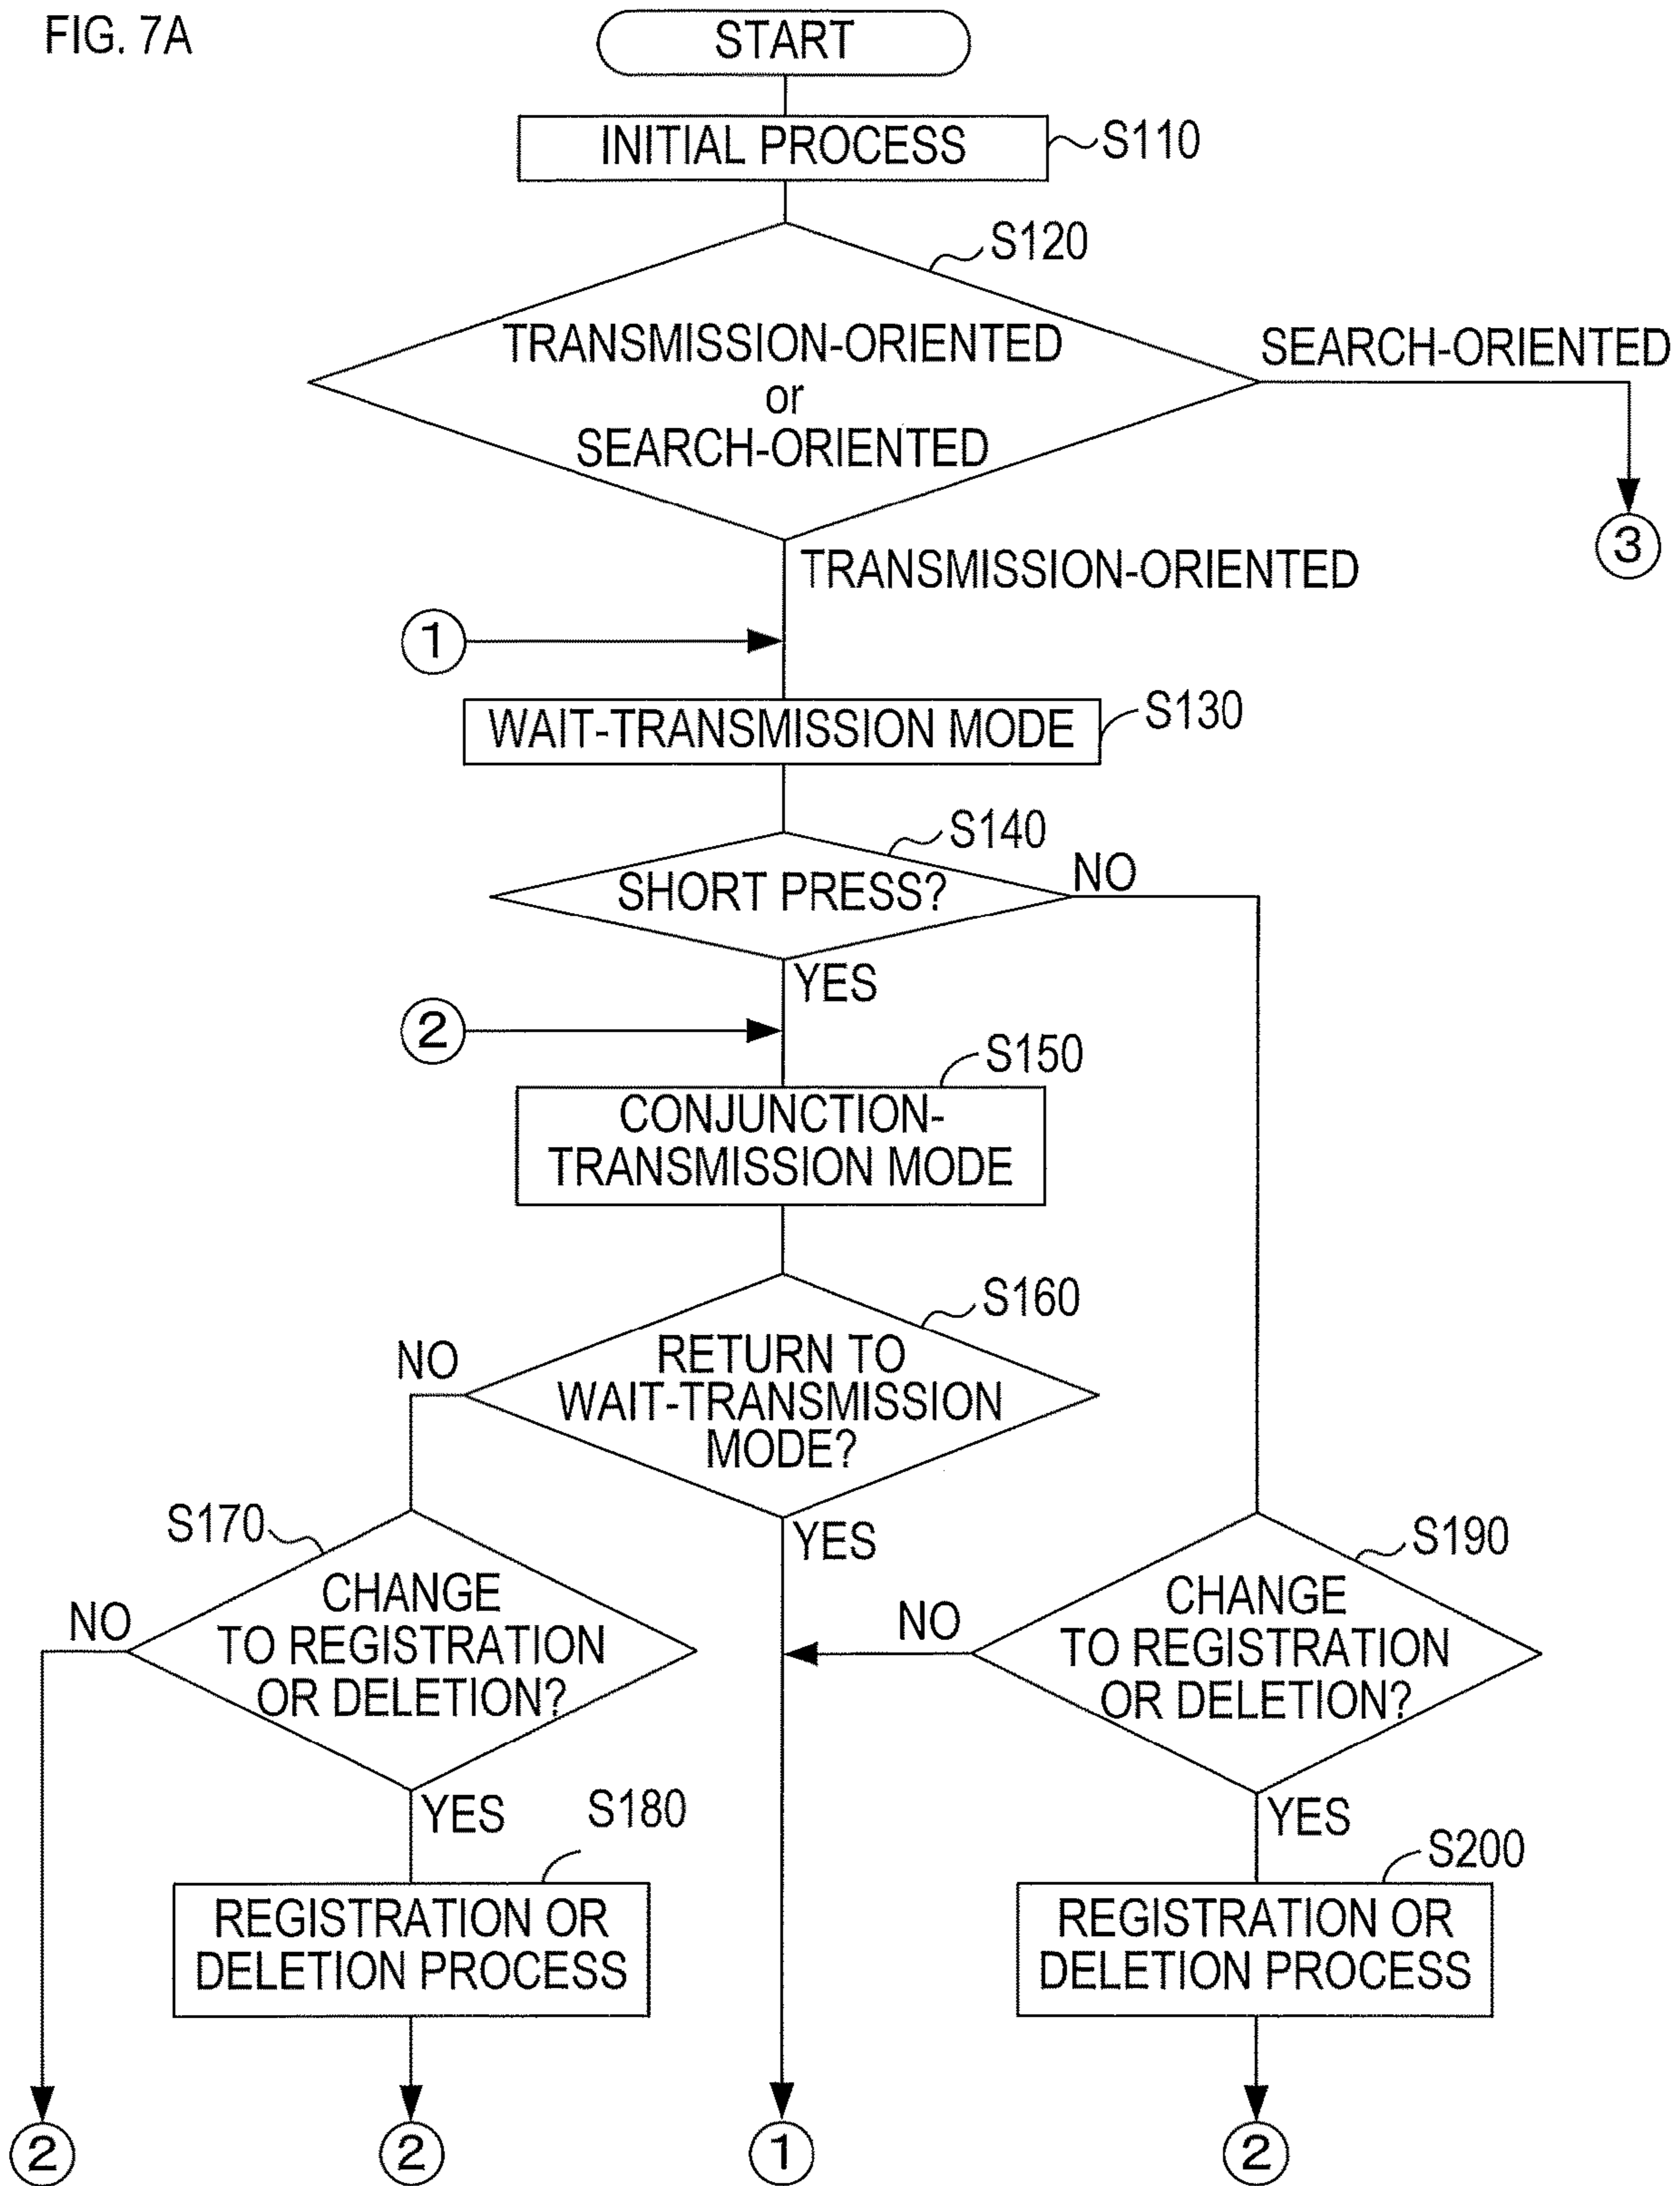 FIG. 7A
START
INITIAL PROCESS
S110
S120
TRANSMISSION-ORIENTED
or
SEARCH-ORIENTED
SEARCH-ORIENTED
3
TRANSMISSION-ORIENTED
1
WAIT-TRANSMISSION MODE
S130
S140
SHORT PRESS?
NO
YES
2
S150
CONJUNCTION-
TRANSMISSION MODE
S160
RETURN TO
WAIT-TRANSMISSION
MODE?
NO
YES
S170
CHANGE
TO REGISTRATION
OR DELETION?
NO
YES
S190
CHANGE
TO REGISTRATION
OR DELETION?
NO
YES
S180
REGISTRATION OR
DELETION PROCESS
S200
REGISTRATION OR
DELETION PROCESS
2
2
1
2